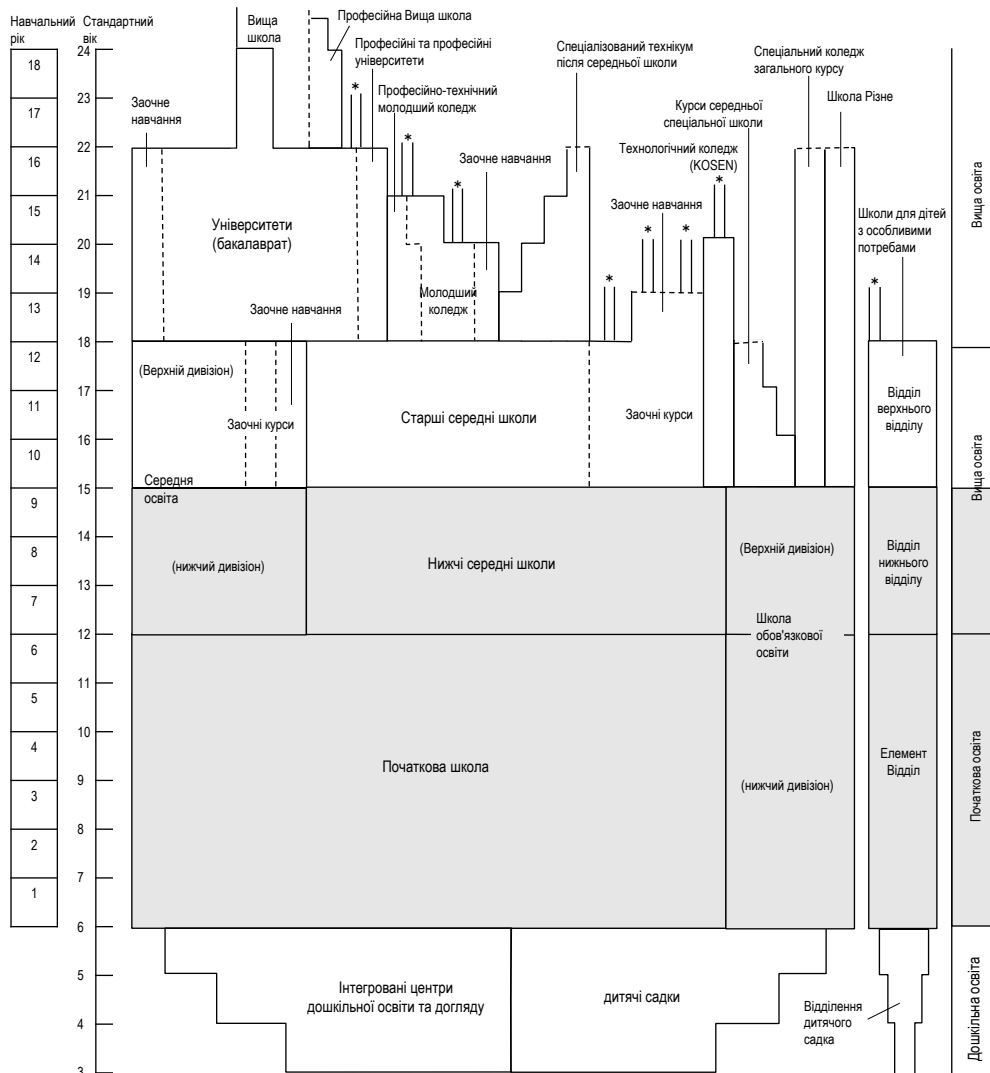 Навчальний
рік
Стандартний
вік
18
17
16
15
14
13
12
11
10
9
8
7
6
5
4
3
2
1
24
23
22
21
20
19
18
17
16
15
14
13
12
11
10
9
8
7
6
5
4
3
Вища
школа
Професійна Вища школа
Професійні та професійні
університети
*
Професійно-технічний
молодший коледж
*
Спеціалізований технікум
після середньої школи
Спеціальний коледж
загального курсу
Школа Різне
Заочне
навчання
Курси середньої
спеціальної школи
Заочне навчання
*
Технологічний коледж
(KOSEN)
*
Університети
(бакалаврат)
Заочне навчання
*
*
*
Школи для дітей
з особливими
потребами
*
Молодший
коледж
Заочне навчання
(Верхній дивізіон)
Заочні курси
Старші середні школи
Заочні курси
Відділ
верхнього
відділу
Середня
освіта
(нижчий дивізіон)
Нижчі середні школи
(Верхній дивізіон)
Відділ
нижнього
відділу
Школа
обов'язкової
освіти
Початкова школа
(нижчий дивізіон)
Елемент
Відділ
Інтегровані центри
дошкільної освіти та догляду
дитячі садки
Відділення
дитячого
садка
Вища освіта
Вища освіта
Початкова освіта
Дошкільна освіта